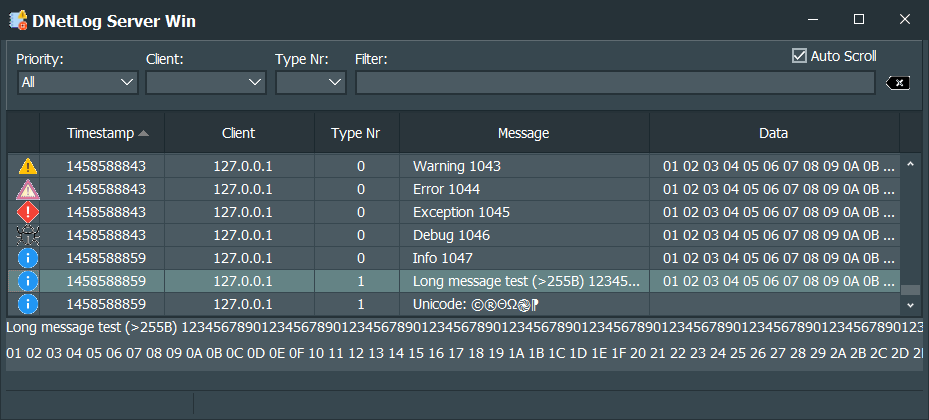 DNetLog Server Win
Priority: Client: Type Nr: Filter: Auto Scroll
All
Timestamp Client Type Nr Message Data
1458588843 127.0.0.1 0 Warning 1043 01 02 03 04 05 06 07 08 09 0A 0B ...
1458588843 127.0.0.1 0 Error 1044 01 02 03 04 05 06 07 08 09 0A 0B ...
1458588843 127.0.0.1 0 Exception 1045 01 02 03 04 05 06 07 08 09 0A 0B ...
1458588843 127.0.0.1 0 Debug 1046 01 02 03 04 05 06 07 08 09 0A 0B ...
1458588859 127.0.0.1 0 Info 1047 01 02 03 04 05 06 07 08 09 0A 0B ...
1458588859 127.0.0.1 1 Long message test (>255B) 12345... 01 02 03 04 05 06 07 08 09 0A 0B ...
1458588859 127.0.0.1 1 Unicode: ©®ΘΩ
Long message test (>255B) 1234567890123456789012345678901234567890123456789012345678901234567890123456789012345678901234567890123
01 02 03 04 05 06 07 08 09 0A 0B 0C 0D 0E 0F 10 11 12 13 14 15 16 17 18 19 1A 1B 1C 1D 1E 1F 20 21 22 23 24 25 26 27 28 29 2A 2B 2C 2D